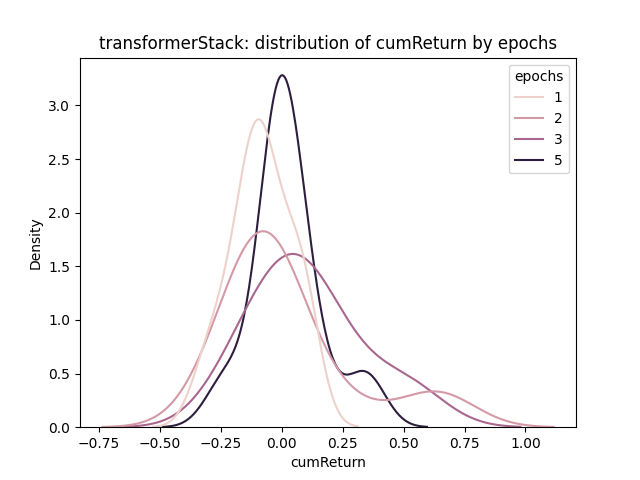 transformerStack: distribution of cumReturn by epochs
epochs
1
2
3
5
Density
3.0
2.5
2.0
1.5
1.0
0.5
0.0
−0.75 −0.50 −0.25 0.00 0.25 0.50 0.75 1.00
cumReturn